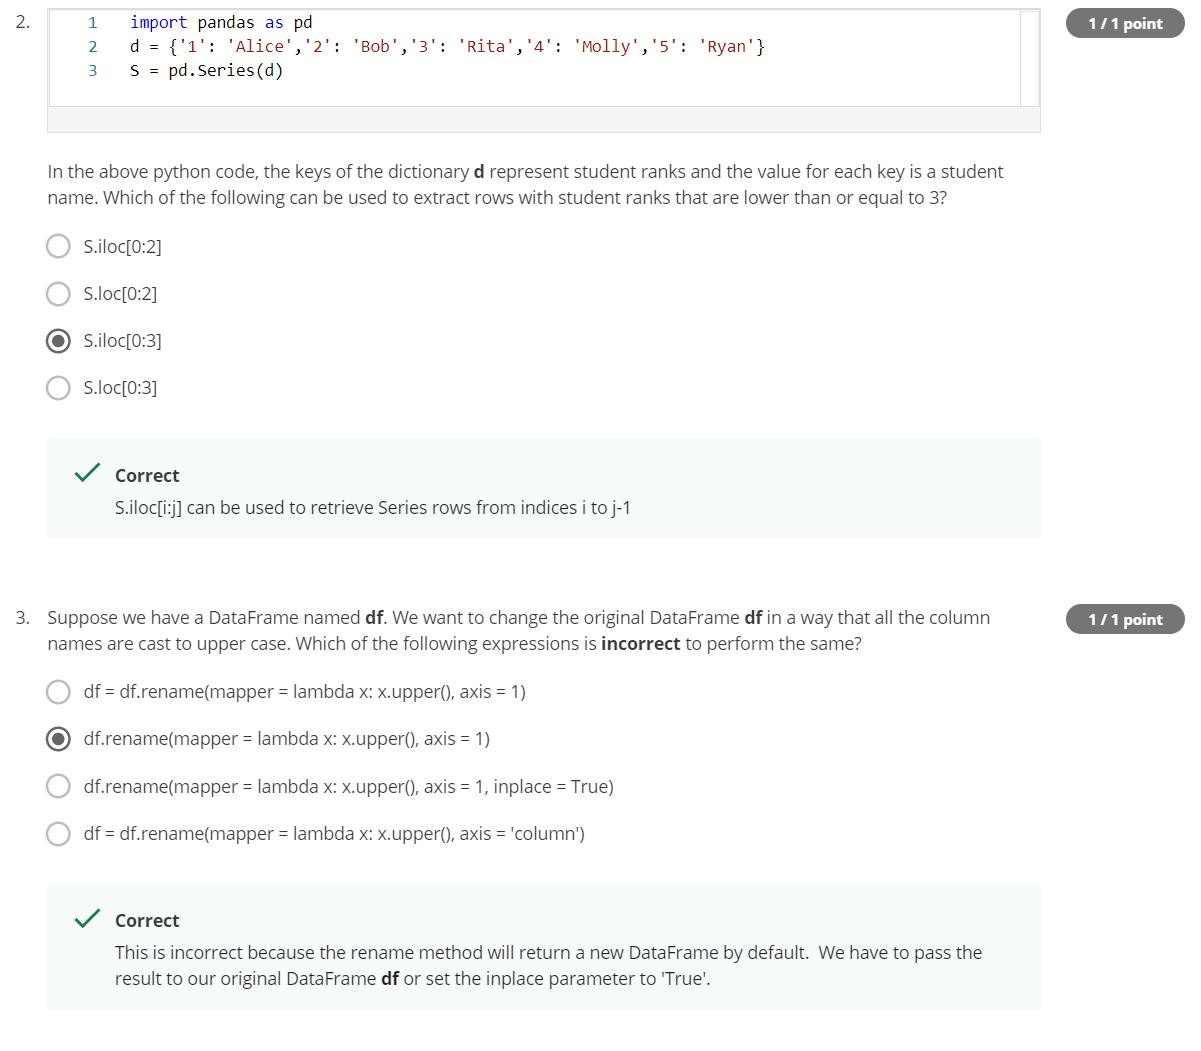 2.
1 import pandas as pd
2 d = {'1': 'Alice','2': 'Bob','3': 'Rita','4': 'Molly','5': 'Ryan'}
3 S = pd.Series(d)
1 / 1 point
In the above python code, the keys of the dictionary d represent student ranks and the value for each key is a student
name. Which of the following can be used to extract rows with student ranks that are lower than or equal to 3?
S.iloc[0:2]
S.loc[0:2]
S.iloc[0:3]
S.loc[0:3]
Correct
S.iloc[i:j] can be used to retrieve Series rows from indices i to j-1
3. Suppose we have a DataFrame named df. We want to change the original DataFrame df in a way that all the column
1 / 1 point
names are cast to upper case. Which of the following expressions is incorrect to perform the same?
df = df.rename(mapper = lambda x: x.upper(), axis = 1)
df.rename(mapper = lambda x: x.upper(), axis = 1)
df.rename(mapper = lambda x: x.upper(), axis = 1, inplace = True)
df = df.rename(mapper = lambda x: x.upper(), axis = 'column')
Correct
This is incorrect because the rename method will return a new DataFrame by default.  We have to pass the
result to our original DataFrame df or set the inplace parameter to 'True'.